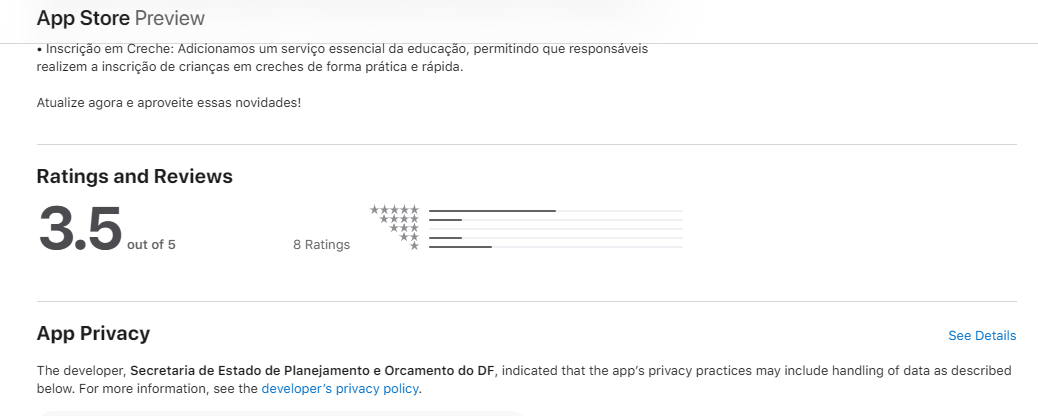 App Store Preview
• Inscrição em Creche: Adicionamos um serviço essencial da educação, permitindo que responsáveis
realizem a inscrição de crianças em creches de forma prática e rápida.
Atualize agora e aproveite essas novidades!
Ratings and Reviews
3.5 out of 5
8 Ratings
App Privacy
See Details
The developer, Secretaria de Estado de Planejamento e Orcamento do DF, indicated that the app’s privacy practices may include handling of data as described
below. For more information, see the developer’s privacy policy.